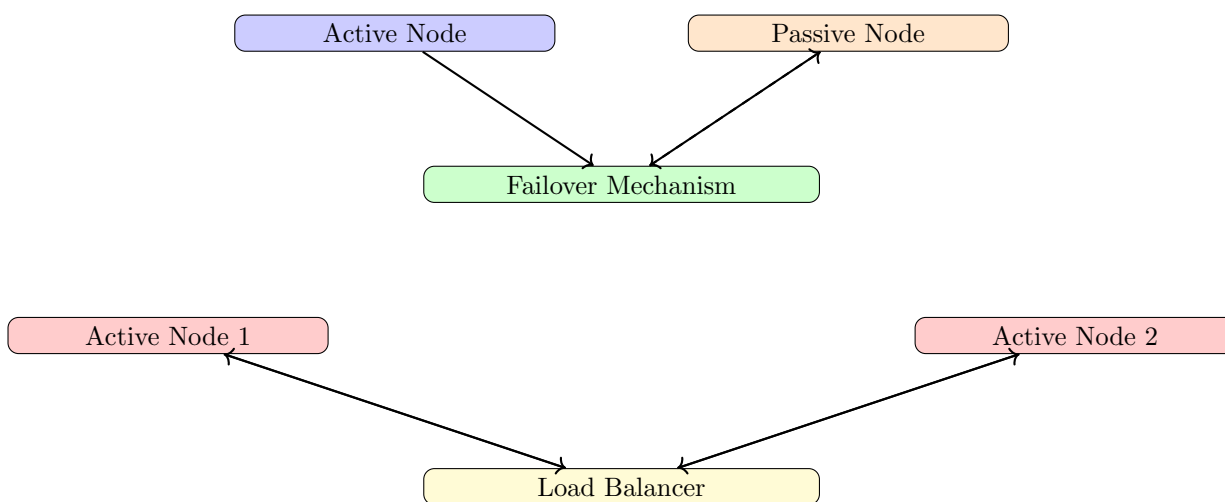 Active Node
Passive Node
Failover Mechanism
Active Node 1
Active Node 2
Load Balancer